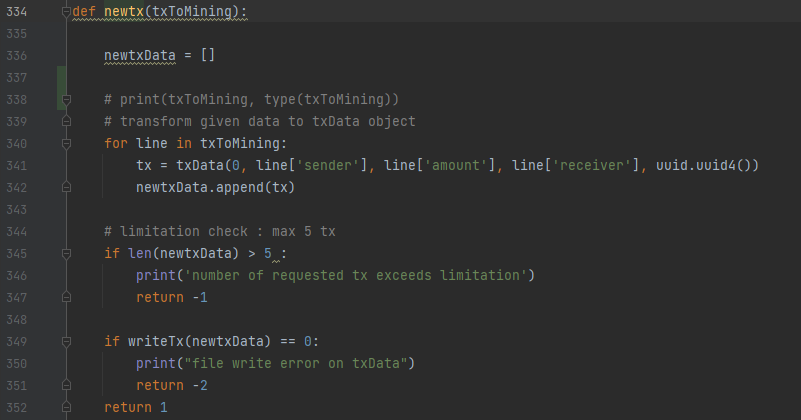 334 def newtx(txToMining):
335
336 newtxData = []
337
338 # print(txToMining, type(txToMining))
339 # transform given data to txData object
340 for line in txToMining:
341 tx = txData(0, line['sender'], line['amount'], line['receiver'], uuid.uuid4())
342 newtxData.append(tx)
343
344 # limitation check : max 5 tx
345 if len(newtxData) > 5 :
346 print('number of requested tx exceeds limitation')
347 return -1
348
349 if writeTx(newtxData) == 0:
350 print("file write error on txData")
351 return -2
352 return 1